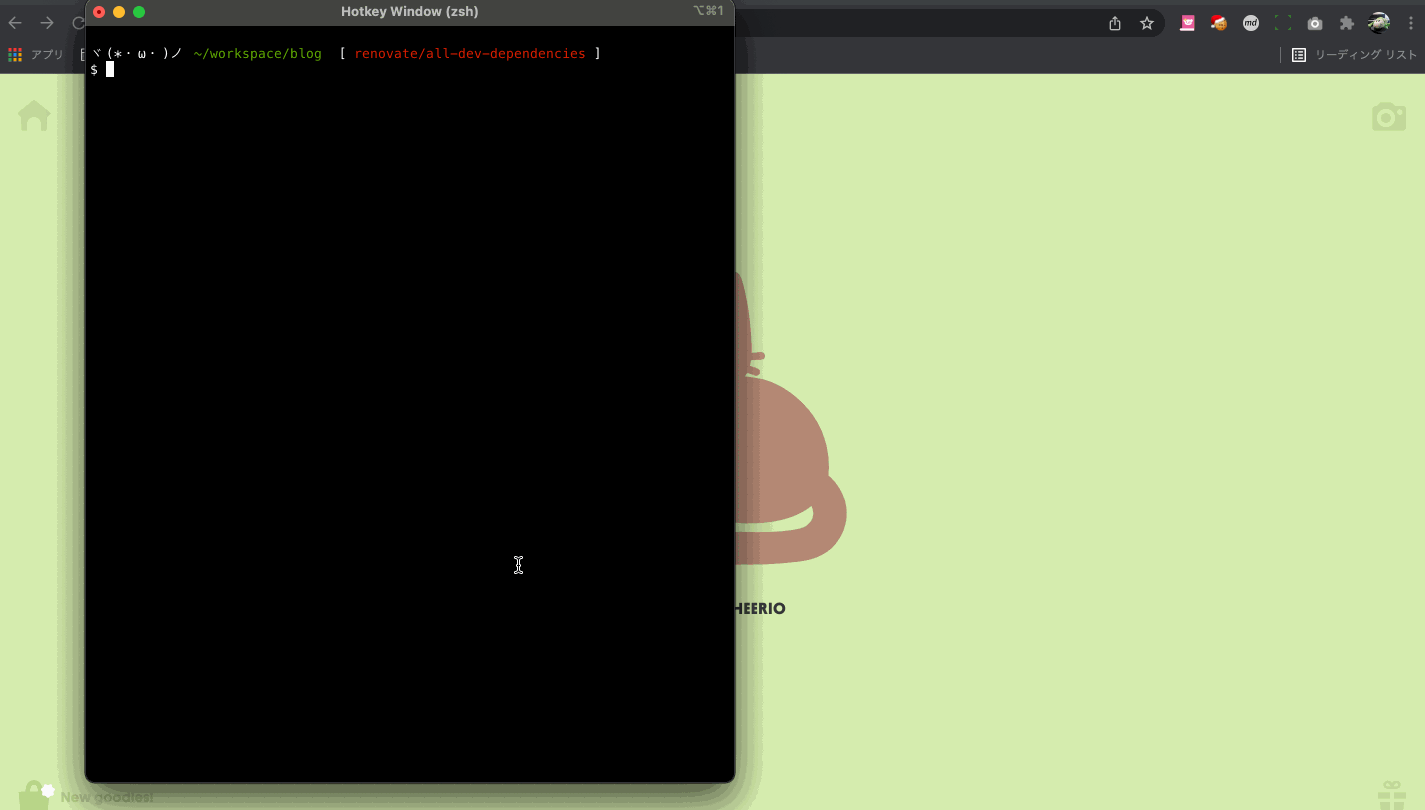 Hotkey Window (zsh)
⌥⌘1
ヾ(*・ω・)ノ ~/workspace/blog [ renovate/all-dev-dependencies ]
$
アプリ
md
リーディング リスト
HEERIO
New goodies!